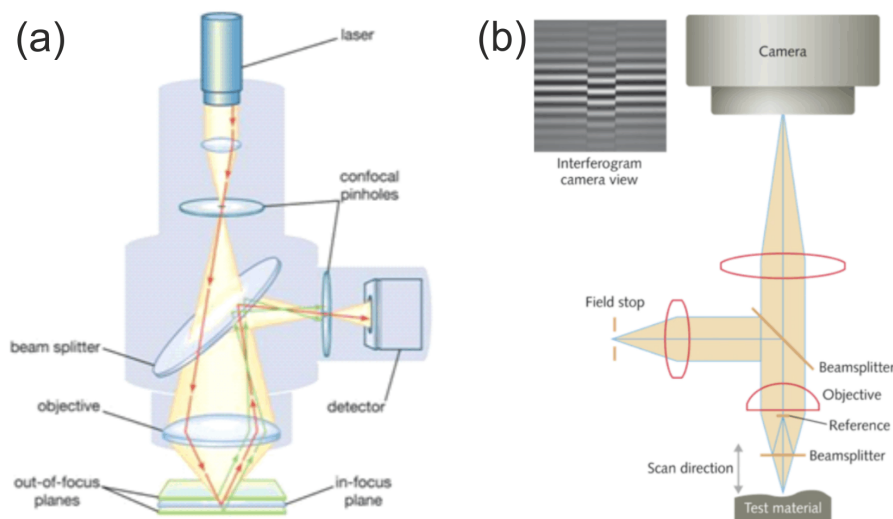 (a)
laser
confocal
pinholes
beam splitter
objective
detector
out-of-focus
planes
in-focus
plane
(b)
Camera
Interferogram
camera view
Field stop
Beamsplitter
Objective
Reference
Beamsplitter
Scan direction
Test material